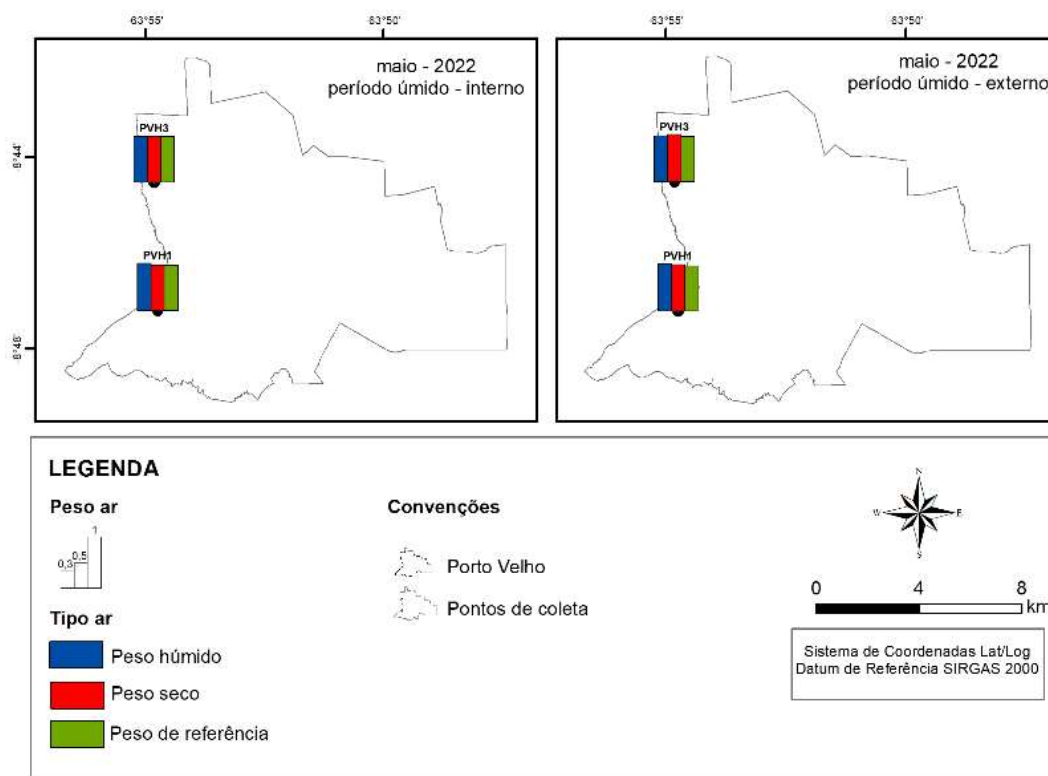 -63°55'
-63°50'
-63°55'
-63°50'
maio - 2022
período úmido - interno
maio - 2022
período úmido - externo
PVH3
PVH3
8°44'
PVH1
PVH1
8°48'
LEGENDA
Peso ar
1
0,5
0,3
Convenções
Porto Velho
Pontos de coleta
Tipo ar
Peso húmido
Peso seco
Peso de referência
N
W
E
S
0
4
8
km
Sistema de Coordenadas Lat/Log
Datum de Referência SIRGAS 2000